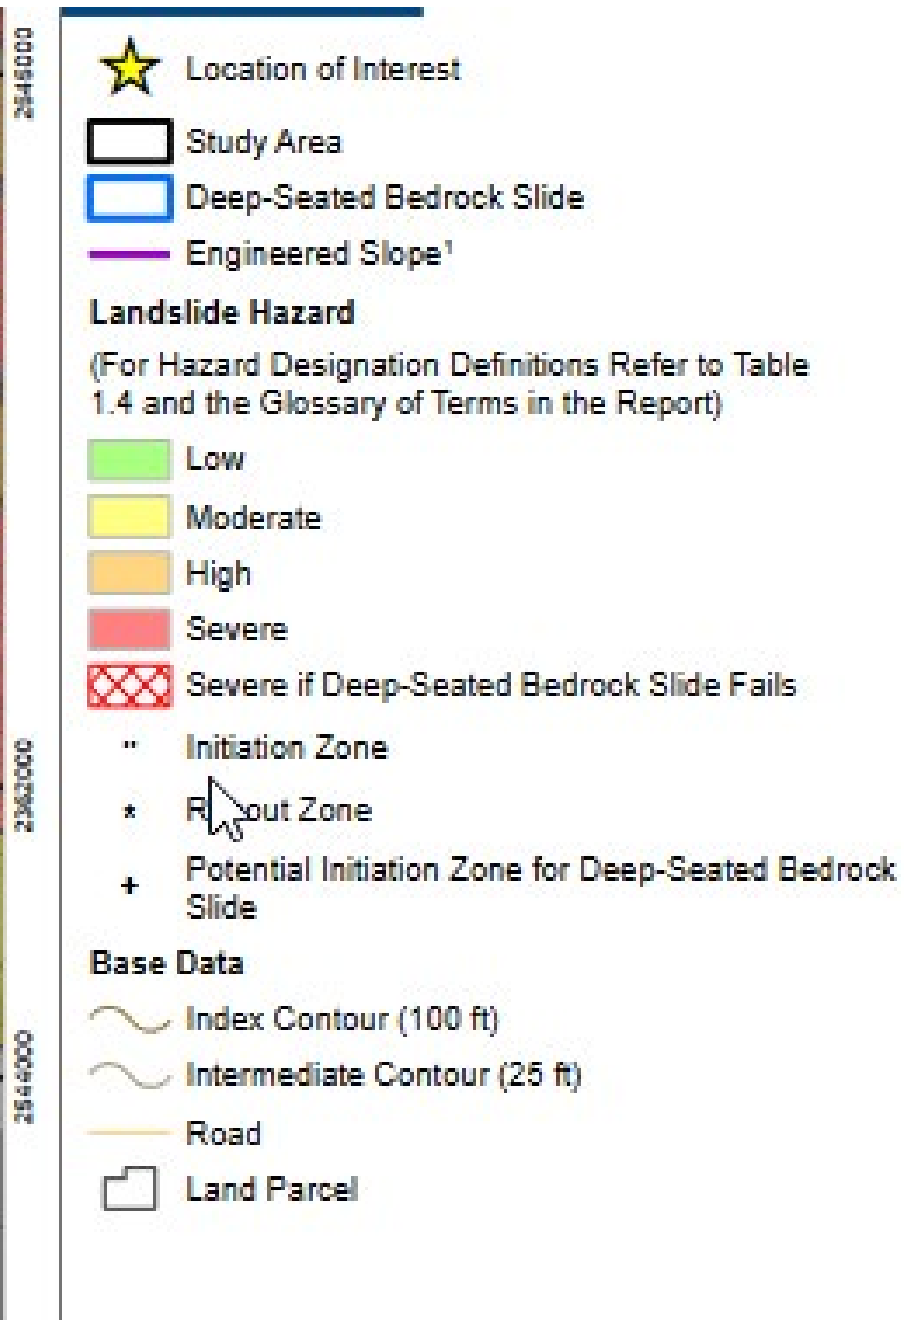 2546000
Location of Interest
Study Area
Deep-Seated Bedrock Slide
Engineered Slope¹
Landslide Hazard
(For Hazard Designation Definitions Refer to Table
1.4 and the Glossary of Terms in the Report)
Low
Moderate
High
Severe
Severe if Deep-Seated Bedrock Slide Fails
Initiation Zone
2362000
Zone
Potential Initiation Zone for Deep-Seated Bedrock
Slide
Base Data
Index Contour (100 ft)
2544000
Intermediate Contour (25 ft)
Road
Land Parcel